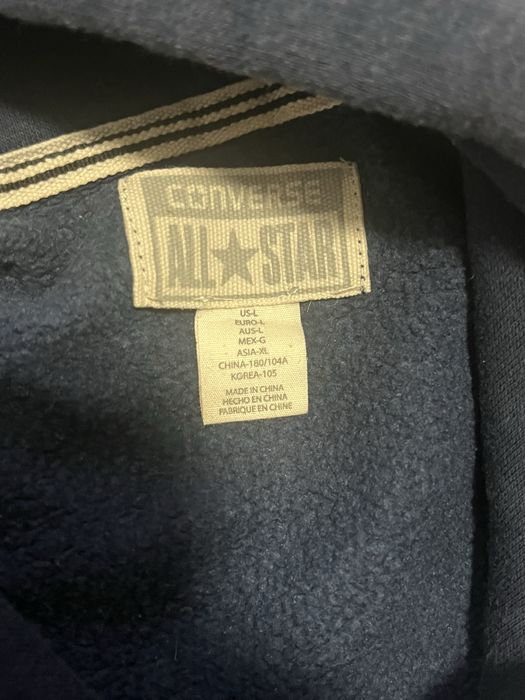 CONVERSE
ALL★STAR
US-L
EURO-L
AUS-L
MEX-G
ASIA-XL
CHINA-180/104A
KOREA-105
MADE IN CHINA
HECHO EN CHINA
FABRIQUE EN CHINE